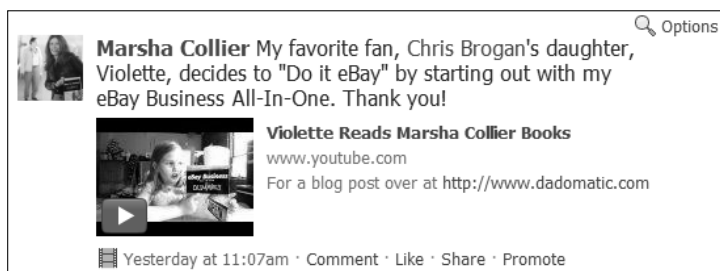 Options
Marsha Collier My favorite fan, Chris Brogan's daughter,
Violette, decides to "Do it eBay" by starting out with my
eBay Business All-In-One. Thank you!
Violette Reads Marsha Collier Books
www.youtube.com
For a blog post over at http://www.dadomatic.com
eBay Business
DUMMIES
Yesterday at 11:07am · Comment · Like · Share · Promote